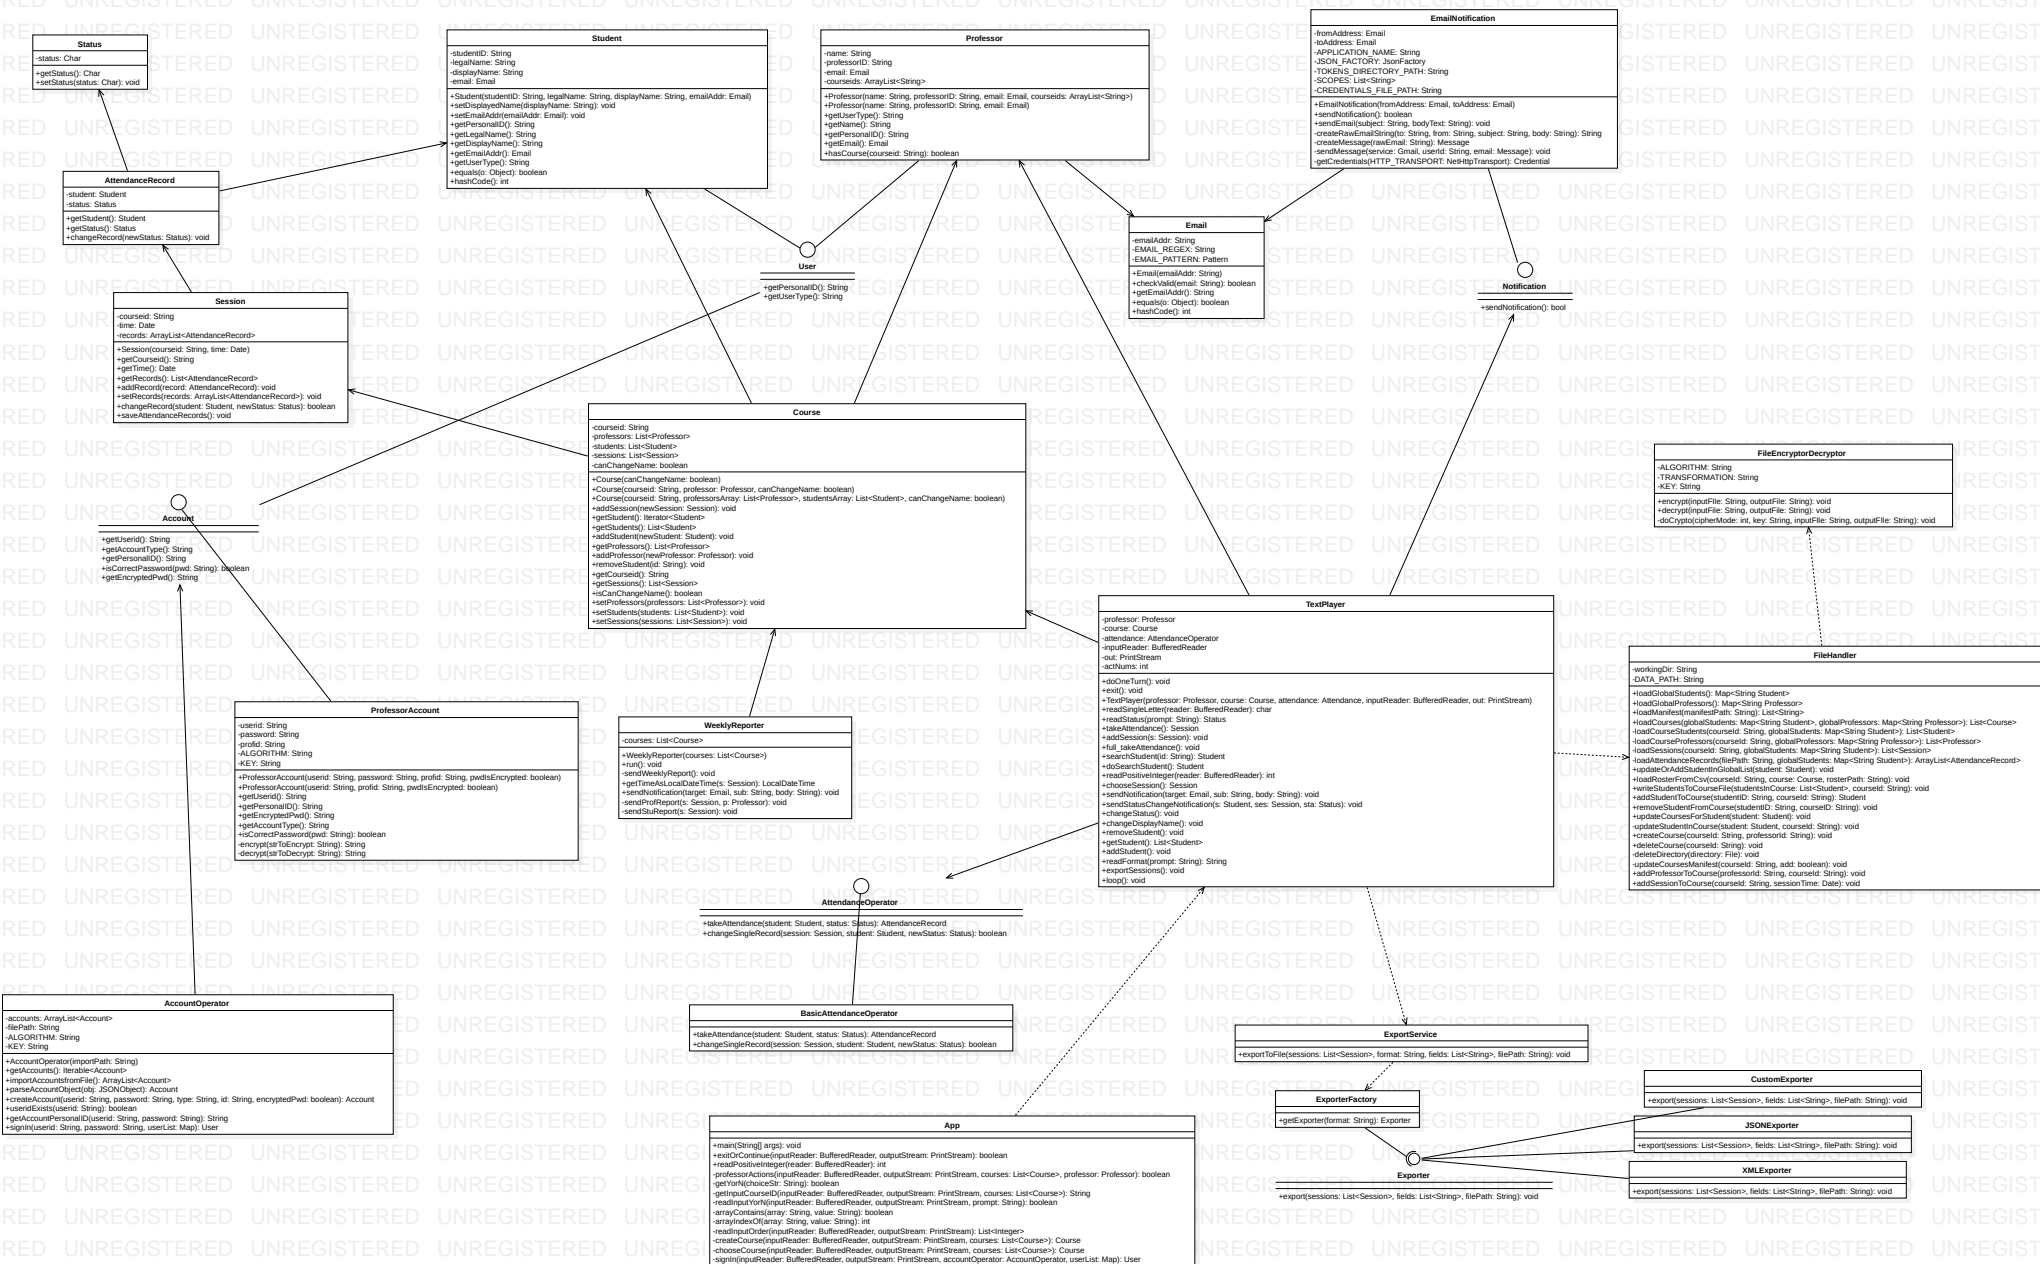 Status
-status: Char
+getStatus(): Char
+setStatus(status: Char): void
Student
-studentID: String
-legalName: String
-displayName: String
-email: Email
+Student(studentID: String, legalName: String, displayName: String, emailAddr: Email)
+setDisplayedName(displayName: String): void
+setEmailAddr(emailAddr: Email): void
+getPersonalID(): String
+getLegalName(): String
+getDisplayName(): String
+getEmailAddr(): Email
+getUserType(): String
+equals(o: Object): boolean
+hashCode(): int
Professor
-name: String
-professorID: String
-email: Email
-courseids: ArrayList<String>
+Professor(name: String, professorID: String, email: Email, courseids: ArrayList<String>)
+Professor(name: String, professorID: String, email: Email)
+getUserType(): String
+getName(): String
+getPersonalID(): String
+getEmail(): Email
+hasCourse(courseid: String): boolean
EmailNotification
-fromAddress: Email
-toAddress: Email
-APPLICATION_NAME: String
-JSON_FACTORY: JsonFactory
-TOKENS_DIRECTORY_PATH: String
-SCOPES: List<String>
-CREDENTIALS_FILE_PATH: String
+EmailNotification(fromAddress: Email, toAddress: Email)
+sendNotification(): boolean
+sendEmail(subject: String, bodyText: String): void
-createRawEmailString(to: String, from: String, subject: String, body: String): String
-createMessage(rawEmail: String): Message
-sendMessage(service: Gmail, userId: String, email: Message): void
-getCredentials(HTTP_TRANSPORT: NetHttpTransport): Credential
AttendanceRecord
-student: Student
-status: Status
+getStudent(): Student
+getStatus(): Status
+changeRecord(newStatus: Status): void
User
+getPersonalID(): String
+getUserType(): String
Email
-emailAddr: String
-EMAIL_REGEX: String
-EMAIL_PATTERN: Pattern
+Email(emailAddr: String)
+checkValid(email: String): boolean
+getEmailAddr(): String
+equals(o: Object): boolean
+hashCode(): int
Notification
+sendNotification(): bool
Session
-courseid: String
-time: Date
-records: ArrayList<AttendanceRecord>
+Session(courseid: String, time: Date)
+getCourseid(): String
+getTime(): Date
+getRecords(): List<AttendanceRecord>
+addRecord(record: AttendanceRecord): void
+setRecords(records: ArrayList<AttendanceRecord>): void
+changeRecord(student: Student, newStatus: Status): boolean
+saveAttendanceRecords(): void
Course
-courseid: String
-professors: List<Professor>
-students: List<Student>
-sessions: List<Session>
-canChangeName: boolean
+Course(canChangeName: boolean)
+Course(courseid: String, professor: Professor, canChangeName: boolean)
+Course(courseid: String, professorsArray: List<Professor>, studentsArray: List<Student>, canChangeName: boolean)
+addSession(newSession: Session): void
+getStudent(): Iterator<Student>
+getStudents(): List<Student>
+addStudent(newStudent: Student): void
+getProfessors(): List<Professor>
+addProfessor(newProfessor: Professor): void
+removeStudent(id: String): void
+getCourseid(): String
+getSessions(): List<Session>
+isCanChangeName(): boolean
+setProfessors(professors: List<Professor>): void
+setStudents(students: List<Student>): void
+setSessions(sessions: List<Session>): void
FileEncryptorDecryptor
-ALGORITHM: String
-TRANSFORMATION: String
-KEY: String
+encrypt(inputFIle: String, outputFile: String): void
+decrypt(inputFIle: String, outputFile: String): void
-doCrypto(cipherMode: int, key: String, inputFIle: String, outputFIle: String): void
Account
+getUserid(): String
+getAccountType(): String
+getPersonalID(): String
+isCorrectPassword(pwd: String): boolean
+getEncryptedPwd(): String
TextPlayer
-professor: Professor
-course: Course
-attendance: AttendanceOperator
-inputReader: BufferedReader
-out: PrintStream
-actNums: int
+doOneTurn(): void
+exit(): void
+TextPlayer(professor: Professor, course: Course, attendance: Attendance, inputReader: BufferedReader, out: PrintStream)
+readSingleLetter(reader: BufferedReader): char
+readStatus(prompt: String): Status
+takeAttendance(): Session
+addSession(s: Session): void
+full_takeAttendance(): void
+searchStudent(id: String): Student
+doSearchStudent(): Student
+readPositiveInteger(reader: BufferedReader): int
+chooseSession(): Session
+sendNotification(target: Email, sub: String, body: String): void
+sendStatusChangeNotification(s: Student, ses: Session, sta: Status): void
+changeStatus(): void
+changeDisplayName(): void
+removeStudent(): void
+getStudent(): List<Student>
+addStudent(): void
+readFormat(prompt: String): String
+exportSessions(): void
+loop(): void
FileHandler
-workingDir: String
-DATA_PATH: String
+loadGlobalStudents(): Map<String Student>
+loadGlobalProfessors(): Map<String Professor>
+loadManifest(manifestPath: String): List<String>
+loadCourses(globalStudents: Map<String Student>, globalProfessors: Map<String Professor>): List<Course>
-loadCourseStudents(courseId: String, globalStudents: Map<String Student>): List<Student>
-loadCourseProfessors(courseId: String, globalProfessors: Map<String Professor>): List<Professor>
-loadSessions(courseId: String, globalStudents: Map<String Student>): List<Session>
-loadAttendanceRecords(filePath: String, globalStudents: Map<String Student>): ArrayList<AttendanceRecord>
+updateOrAddStudentInGlobalList(student: Student): void
+loadRosterFromCsv(courseId: String, course: Course, rosterPath: String): void
+writeStudentsToCourseFile(studentsInCourse: List<Student>, courseId: String): void
+addStudentToCourse(studentID: String, courseId: String): Student
+removeStudentFromCourse(studentID: String, courseID: String): void
+updateCoursesForStudent(student: Student): void
-updateStudentInCourse(student: Student, courseId: String): void
+createCourse(courseId: String, professorId: String): void
+deleteCourse(courseId: String): void
-deleteDirectory(directory: File): void
-updateCoursesManifest(courseId: String, add: boolean): void
+addProfessorToCourse(professorId: String, courseId: String): void
+addSessionToCourse(courseId: String, sessionTime: Date): void
ProfessorAccount
-userid: String
-password: String
-profid: String
-ALGORITHM: String
-KEY: String
+ProfessorAccount(userid: String, password: String, profid: String, pwdIsEncrypted: boolean)
+ProfessorAccount(userid: String, profid: String, pwdIsEncrypted: boolean)
+getUserid(): String
+getPersonalID(): String
+getEncryptedPwd(): String
+getAccountType(): String
+isCorrectPassword(pwd: String): boolean
-encrypt(strToEncrypt: String): String
-decrypt(strToDecrypt: String): String
WeeklyReporter
-courses: List<Course>
+WeeklyReporter(courses: List<Course>)
+run(): void
-sendWeeklyReport(): void
+getTimeAsLocalDateTime(s: Session): LocalDateTime
+sendNotification(target: Email, sub: String, body: String): void
-sendProfReport(s: Session, p: Professor): void
-sendStuReport(s: Session): void
AttendanceOperator
+takeAttendance(student: Student, status: Status): AttendanceRecord
+changeSingleRecord(session: Session, student: Student, newStatus: Status): boolean
AccountOperator
-accounts: ArrayList<Account>
-filePath: String
-ALGORITHM: String
-KEY: String
+AccountOperator(importPath: String)
+getAccounts(): Iterable<Account>
+importAccountsfromFile(): ArrayList<Account>
+parseAccountObject(obj: JSONObject): Account
+createAccount(userid: String, password: String, type: String, id: String, encryptedPwd: boolean): Account
+useridExists(userid: String): boolean
+getAccountPersonalID(userid: String, password: String): String
+signIn(userid: String, password: String, userList: Map): User
BasicAttendanceOperator
+takeAttendance(student: Student, status: Status): AttendanceRecord
+changeSingleRecord(session: Session, student: Student, newStatus: Status): boolean
ExportService
+exportToFile(sessions: List<Session>, format: String, fields: List<String>, filePath: String): void
ExporterFactory
+getExporter(format: String): Exporter
CustomExporter
+export(sessions: List<Session>, fields: List<String>, filePath: String): void
JSONExporter
+export(sessions: List<Session>, fields: List<String>, filePath: String): void
XMLExporter
+export(sessions: List<Session>, fields: List<String>, filePath: String): void
Exporter
+export(sessions: List<Session>, fields: List<String>, filePath: String): void
App
+main(String[] args): void
+exitOrContinue(inputReader: BufferedReader, outputStream: PrintStream): boolean
+readPositiveInteger(reader: BufferedReader): int
-professorActions(inputReader: BufferedReader, outputStream: PrintStream, courses: List<Course>, professor: Professor): boolean
-getYorN(choiceStr: String): boolean
-getInputCourseID(inputReader: BufferedReader, outputStream: PrintStream, courses: List<Course>): String
-readInputYorN(inputReader: BufferedReader, outputStream: PrintStream, prompt: String): boolean
-arrayContains(array: String, value: String): boolean
-arrayIndexOf(array: String, value: String): int
-readInputOrder(inputReader: BufferedReader, outputStream: PrintStream): List<Integer>
-createCourse(inputReader: BufferedReader, outputStream: PrintStream, courses: List<Course>): Course
-chooseCourse(inputReader: BufferedReader, outputStream: PrintStream, courses: List<Course>): Course
-signIn(inputReader: BufferedReader, outputStream: PrintStream, accountOperator: AccountOperator, userList: Map): User